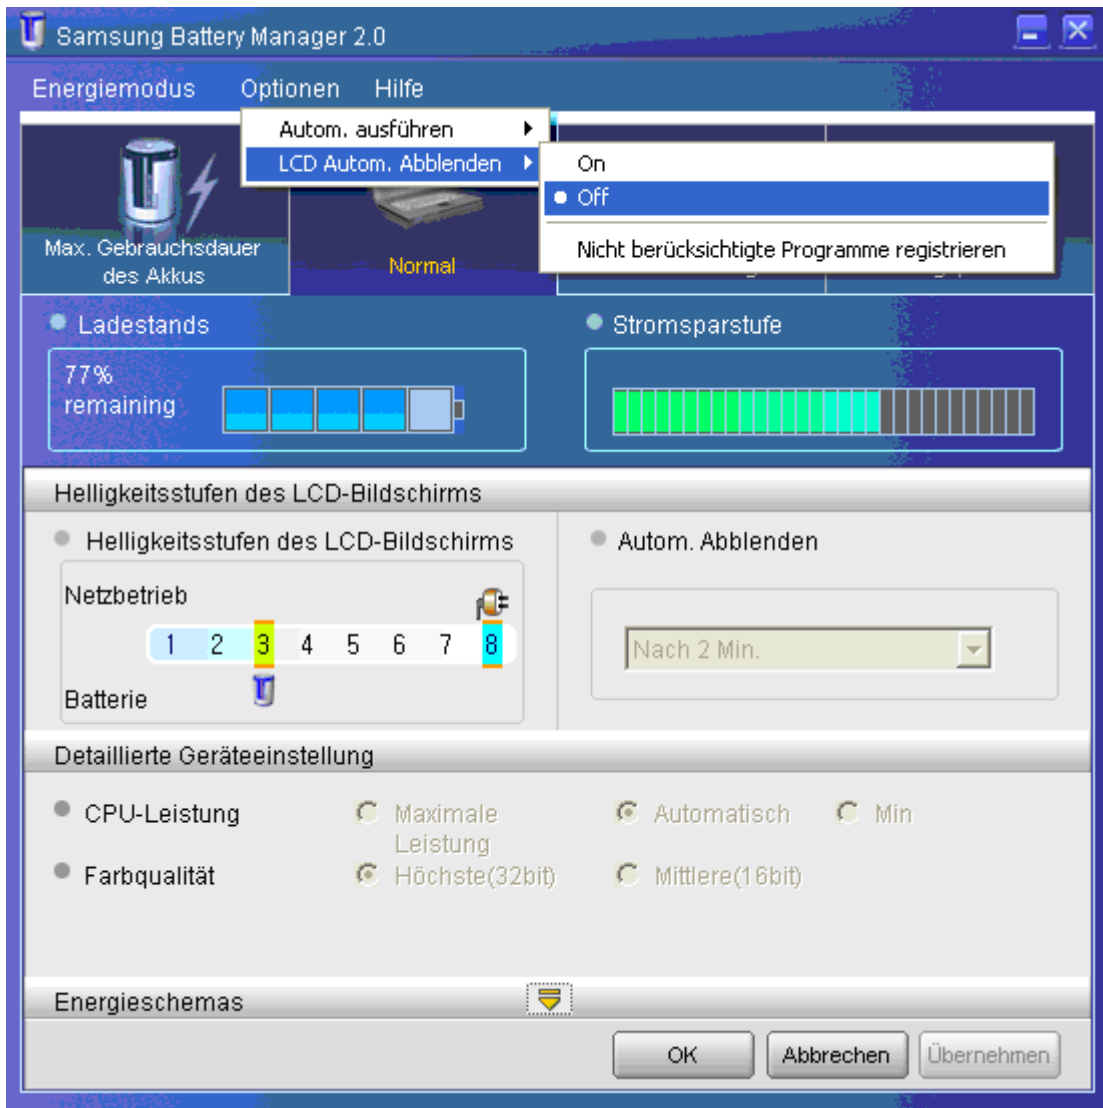 Samsung Battery Manager 2.0
Energiemodus Optionen Hilfe
Autom. ausführen
LCD Autom. Abblenden
On
Off
Nicht berücksichtigte Programme registrieren
Max. Gebrauchsdauer
des Akkus
Normal
Ladestands
Stromsparstufe
77%
remaining
Helligkeitsstufen des LCD-Bildschirms
Helligkeitsstufen des LCD-Bildschirms
Autom. Abblenden
Netzbetrieb
1 2 3 4 5 6 7 8
Nach 2 Min.
Batterie
Detaillierte Geräteeinstellung
CPU-Leistung
Maximale
Leistung
Automatisch
Min
Farbqualität
Höchste(32bit)
Mittlere(16bit)
Energieschemas
OK
Abbrechen
Übernehmen